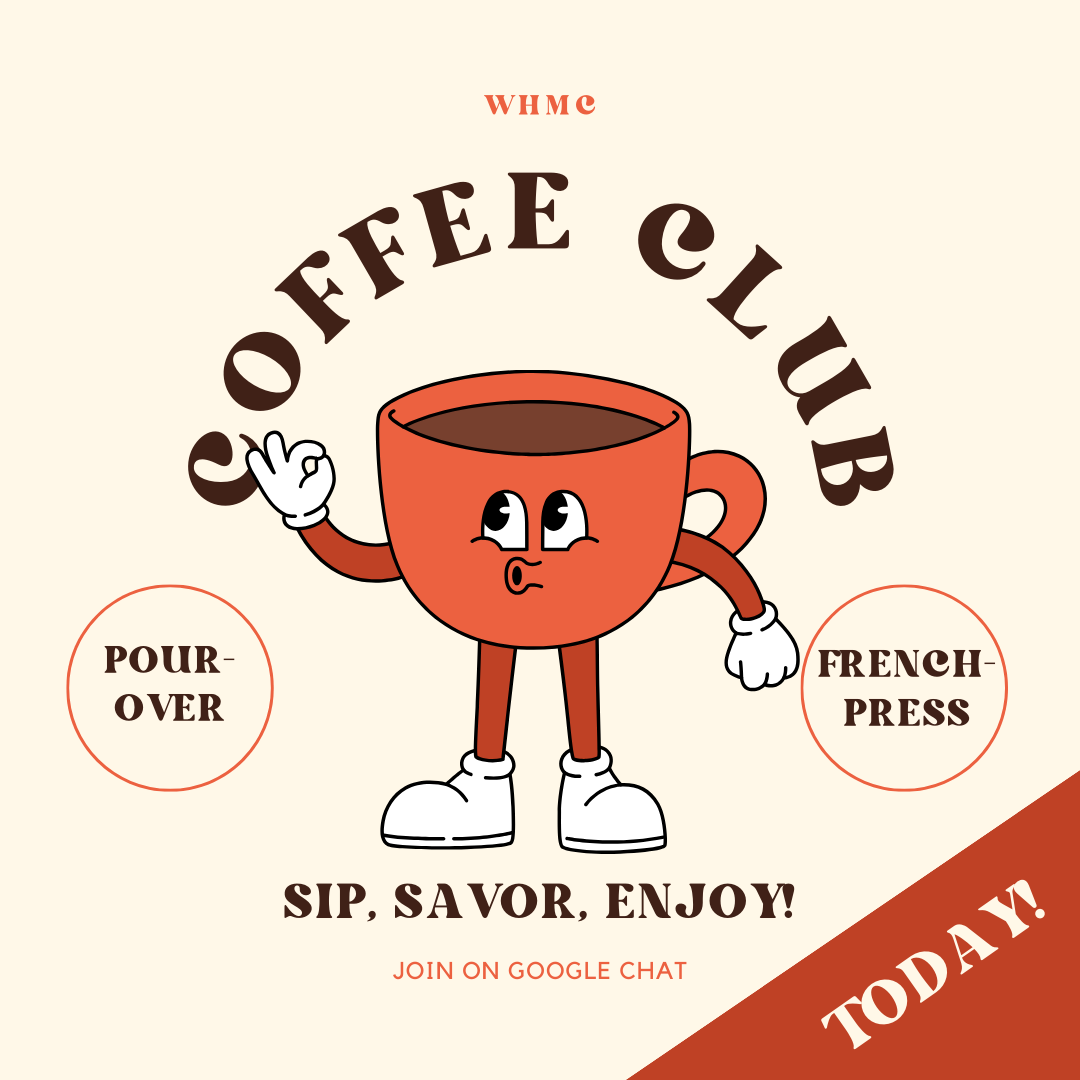 WHMC
COFFEE CLUB
POUR-
OVER
FRENCH-
PRESS
SIP, SAVOR, ENJOY!
JOIN ON GOOGLE CHAT
TODAY!